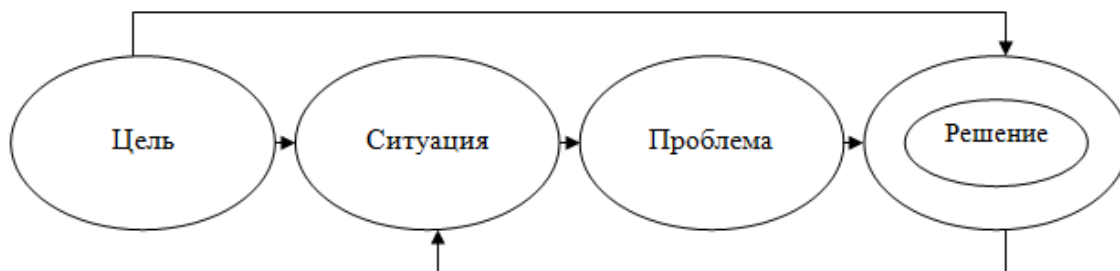 Цель
Ситуация
Проблема
Решение